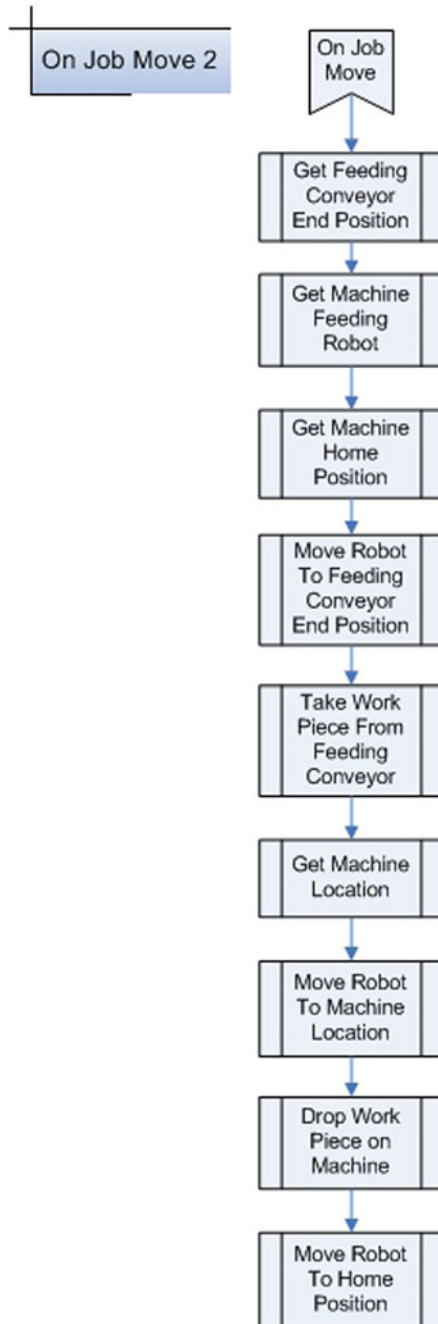 On Job Move 2
On Job
Move
Get Feeding
Conveyor
End Position
Get Machine
Feeding
Robot
Get Machine
Home
Position
Move Robot
To Feeding
Conveyor
End Position
Take Work
Piece From
Feeding
Conveyor
Get Machine
Location
Move Robot
To Machine
Location
Drop Work
Piece on
Machine
Move Robot
To Home
Position